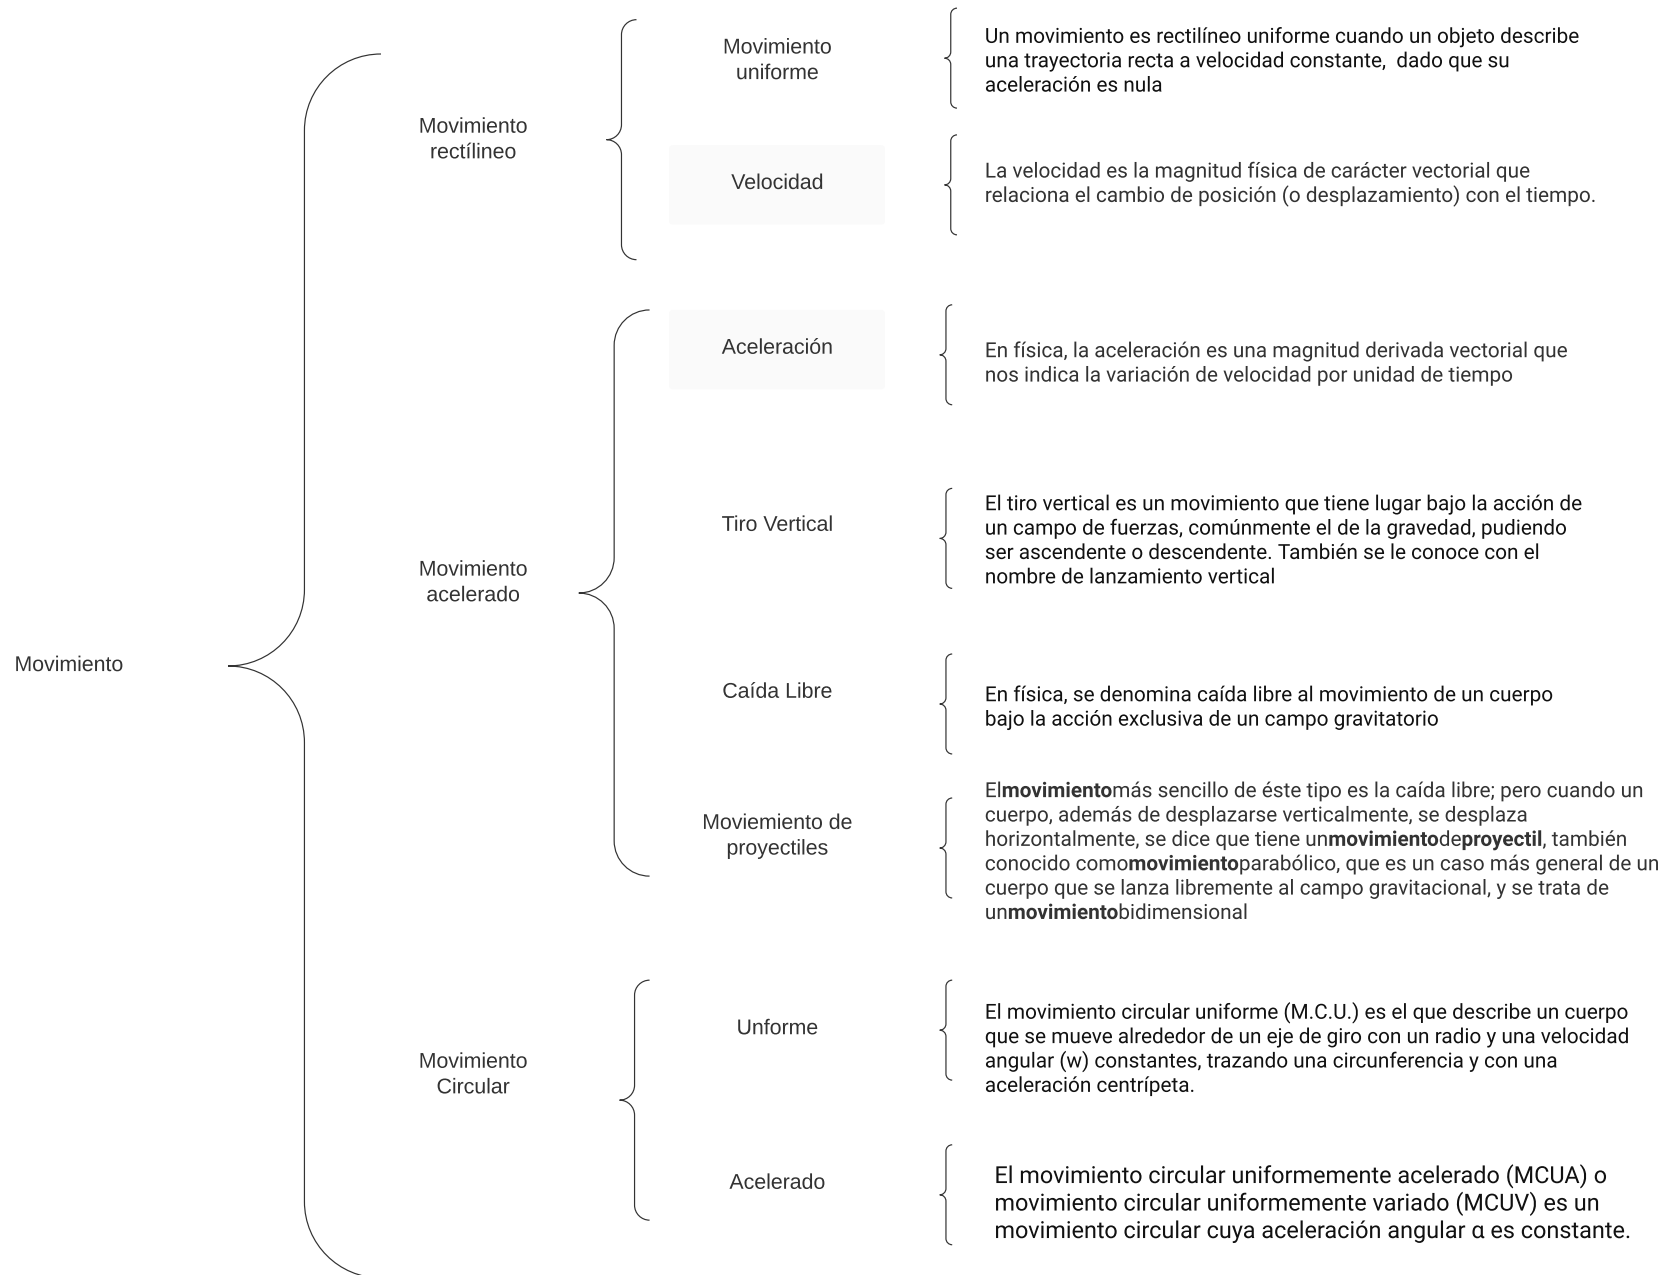 Movimiento
Movimiento
rectílineo
Movimiento
uniforme
Un movimiento es rectilíneo uniforme cuando un objeto describe
una trayectoria recta a velocidad constante,  dado que su
aceleración es nula
Velocidad
La velocidad es la magnitud física de carácter vectorial que
relaciona el cambio de posición (o desplazamiento) con el tiempo.
Movimiento
acelerado
Aceleración
En física, la aceleración es una magnitud derivada vectorial que
nos indica la variación de velocidad por unidad de tiempo
Tiro Vertical
El tiro vertical es un movimiento que tiene lugar bajo la acción de
un campo de fuerzas, comúnmente el de la gravedad, pudiendo
ser ascendente o descendente. También se le conoce con el
nombre de lanzamiento vertical
Caída Libre
En física, se denomina caída libre al movimiento de un cuerpo
bajo la acción exclusiva de un campo gravitatorio
Moviemiento de
proyectiles
Elmovimientomás sencillo de éste tipo es la caída libre; pero cuando un
cuerpo, además de desplazarse verticalmente, se desplaza
horizontalmente, se dice que tiene unmovimientodeproyectil, también
conocido comomovimientoparabólico, que es un caso más general de un
cuerpo que se lanza libremente al campo gravitacional, y se trata de
unmovimientobidimensional
Movimiento
Circular
Unforme
El movimiento circular uniforme (M.C.U.) es el que describe un cuerpo
que se mueve alrededor de un eje de giro con un radio y una velocidad
angular (w) constantes, trazando una circunferencia y con una
aceleración centrípeta.
Acelerado
El movimiento circular uniformemente acelerado (MCUA) o
movimiento circular uniformemente variado (MCUV) es un
movimiento circular cuya aceleración angular α es constante.